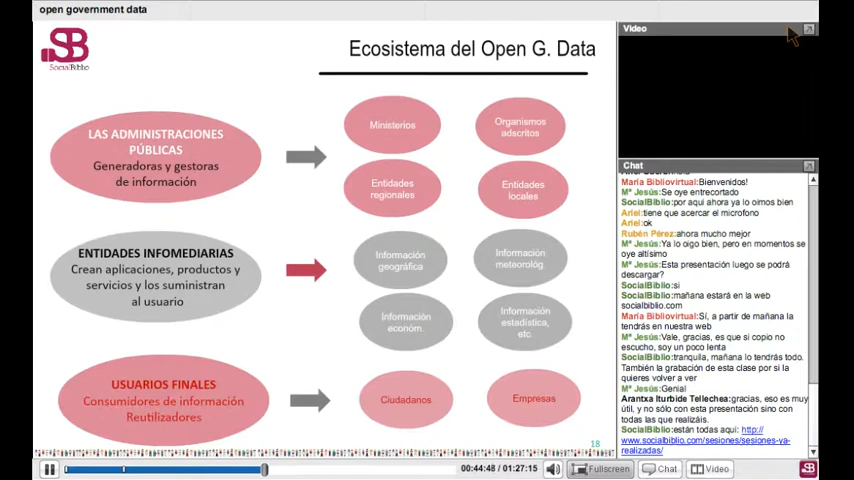 open government data
SB
SocialBiblio
Ecosistema del Open G. Data
LAS ADMINISTRACIONES
PÚBLICAS
Generadoras y gestoras
de información
Ministerios
Organismos
adscritos
Entidades
regionales
Entidades
locales
ENTIDADES INFOMEDIARIAS
Crean aplicaciones, productos y
servicios y los suministran
al usuario
Información
geográfica
Información
meteorológ
Información
económ.
Información
estadística,
etc
USUARIOS FINALES
Consumidores de información
Reutilizadores
Ciudadanos
Empresas
18
Video
Chat
María Bibliovirtual:Bienvenidos!
Mª Jesús:Se oye entrecortado
SocialBiblio:por aqui ahora ya lo oimos bien
Ariel:tiene que acercar el microfono
Ariel:ok
Rubén Pérez:ahora mucho mejor
Mª Jesús:Ya lo oigo bien, pero en momentos se
oye altísimo
Mª Jesús:Esta presentación luego se podrá
descargar?
SocialBiblio:si
SocialBiblio:mañana estará en la web
socialbiblio.com
María Bibliovirtual:Sí, a partir de mañana la
tendrás en nuestra web
Mª Jesús:Vale, gracias, es que si copio no
escucho, soy un poco lenta
SocialBiblio:tranquila, mañana lo tendrás todo.
También la grabación de esta clase por si la
quieres volver a ver
Mª Jesús:Genial
Arantxa Iturbide Tellechea:gracias, eso es muy
útil, y no sólo con esta presentación sino con
todas las que realizáis.
SocialBiblio:están todas aqui: http://
www.socialbiblio.com/sesiones/sesiones-ya-
realizadas/
00:44:48 / 01:27:15
Fullscreen
Chat
Video
SB